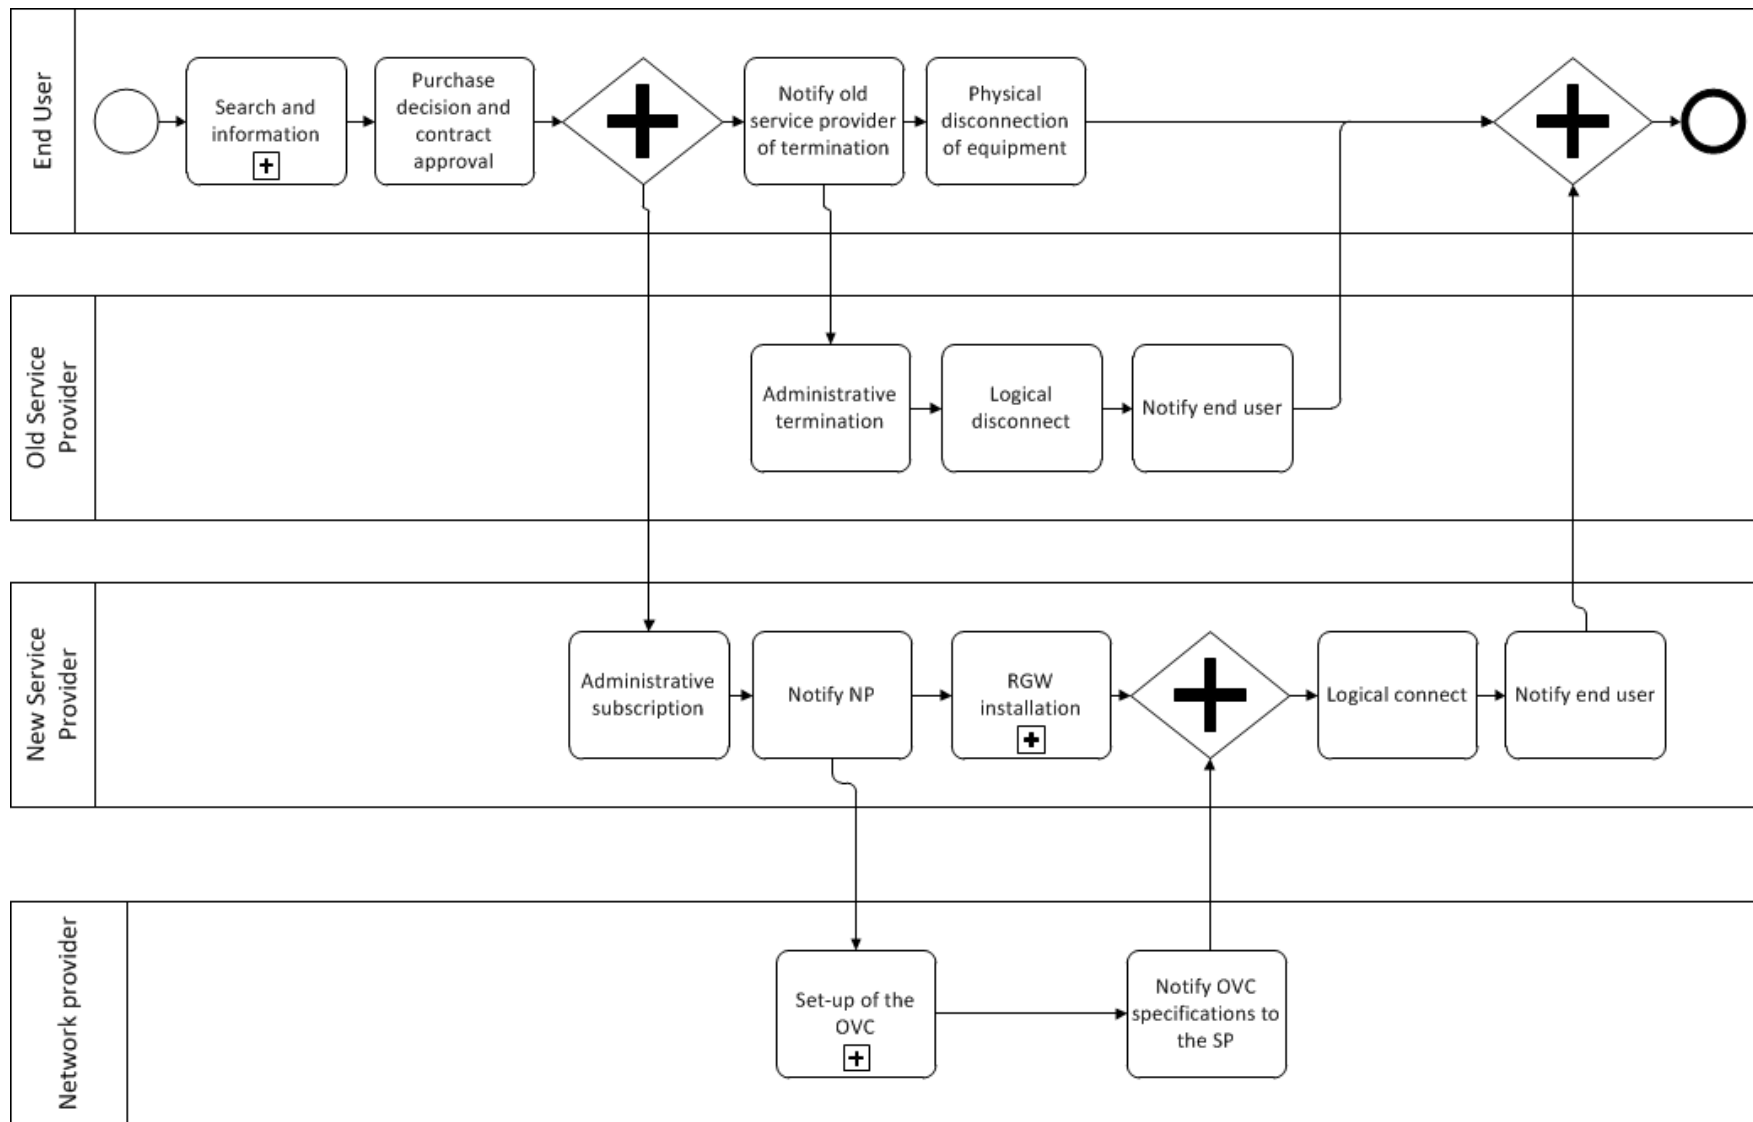 End User
Search and
information
Purchase
decision and
contract
approval
Notify old
service provider
of termination
Physical
disconnection
of equipment
Old Service
Provider
Administrative
termination
Logical
disconnect
Notify end user
New Service
Provider
Administrative
subscription
Notify NP
RGW
installation
Logical connect
Notify end user
Network provider
Set-up of the
OVC
Notify OVC
specifications to
the SP